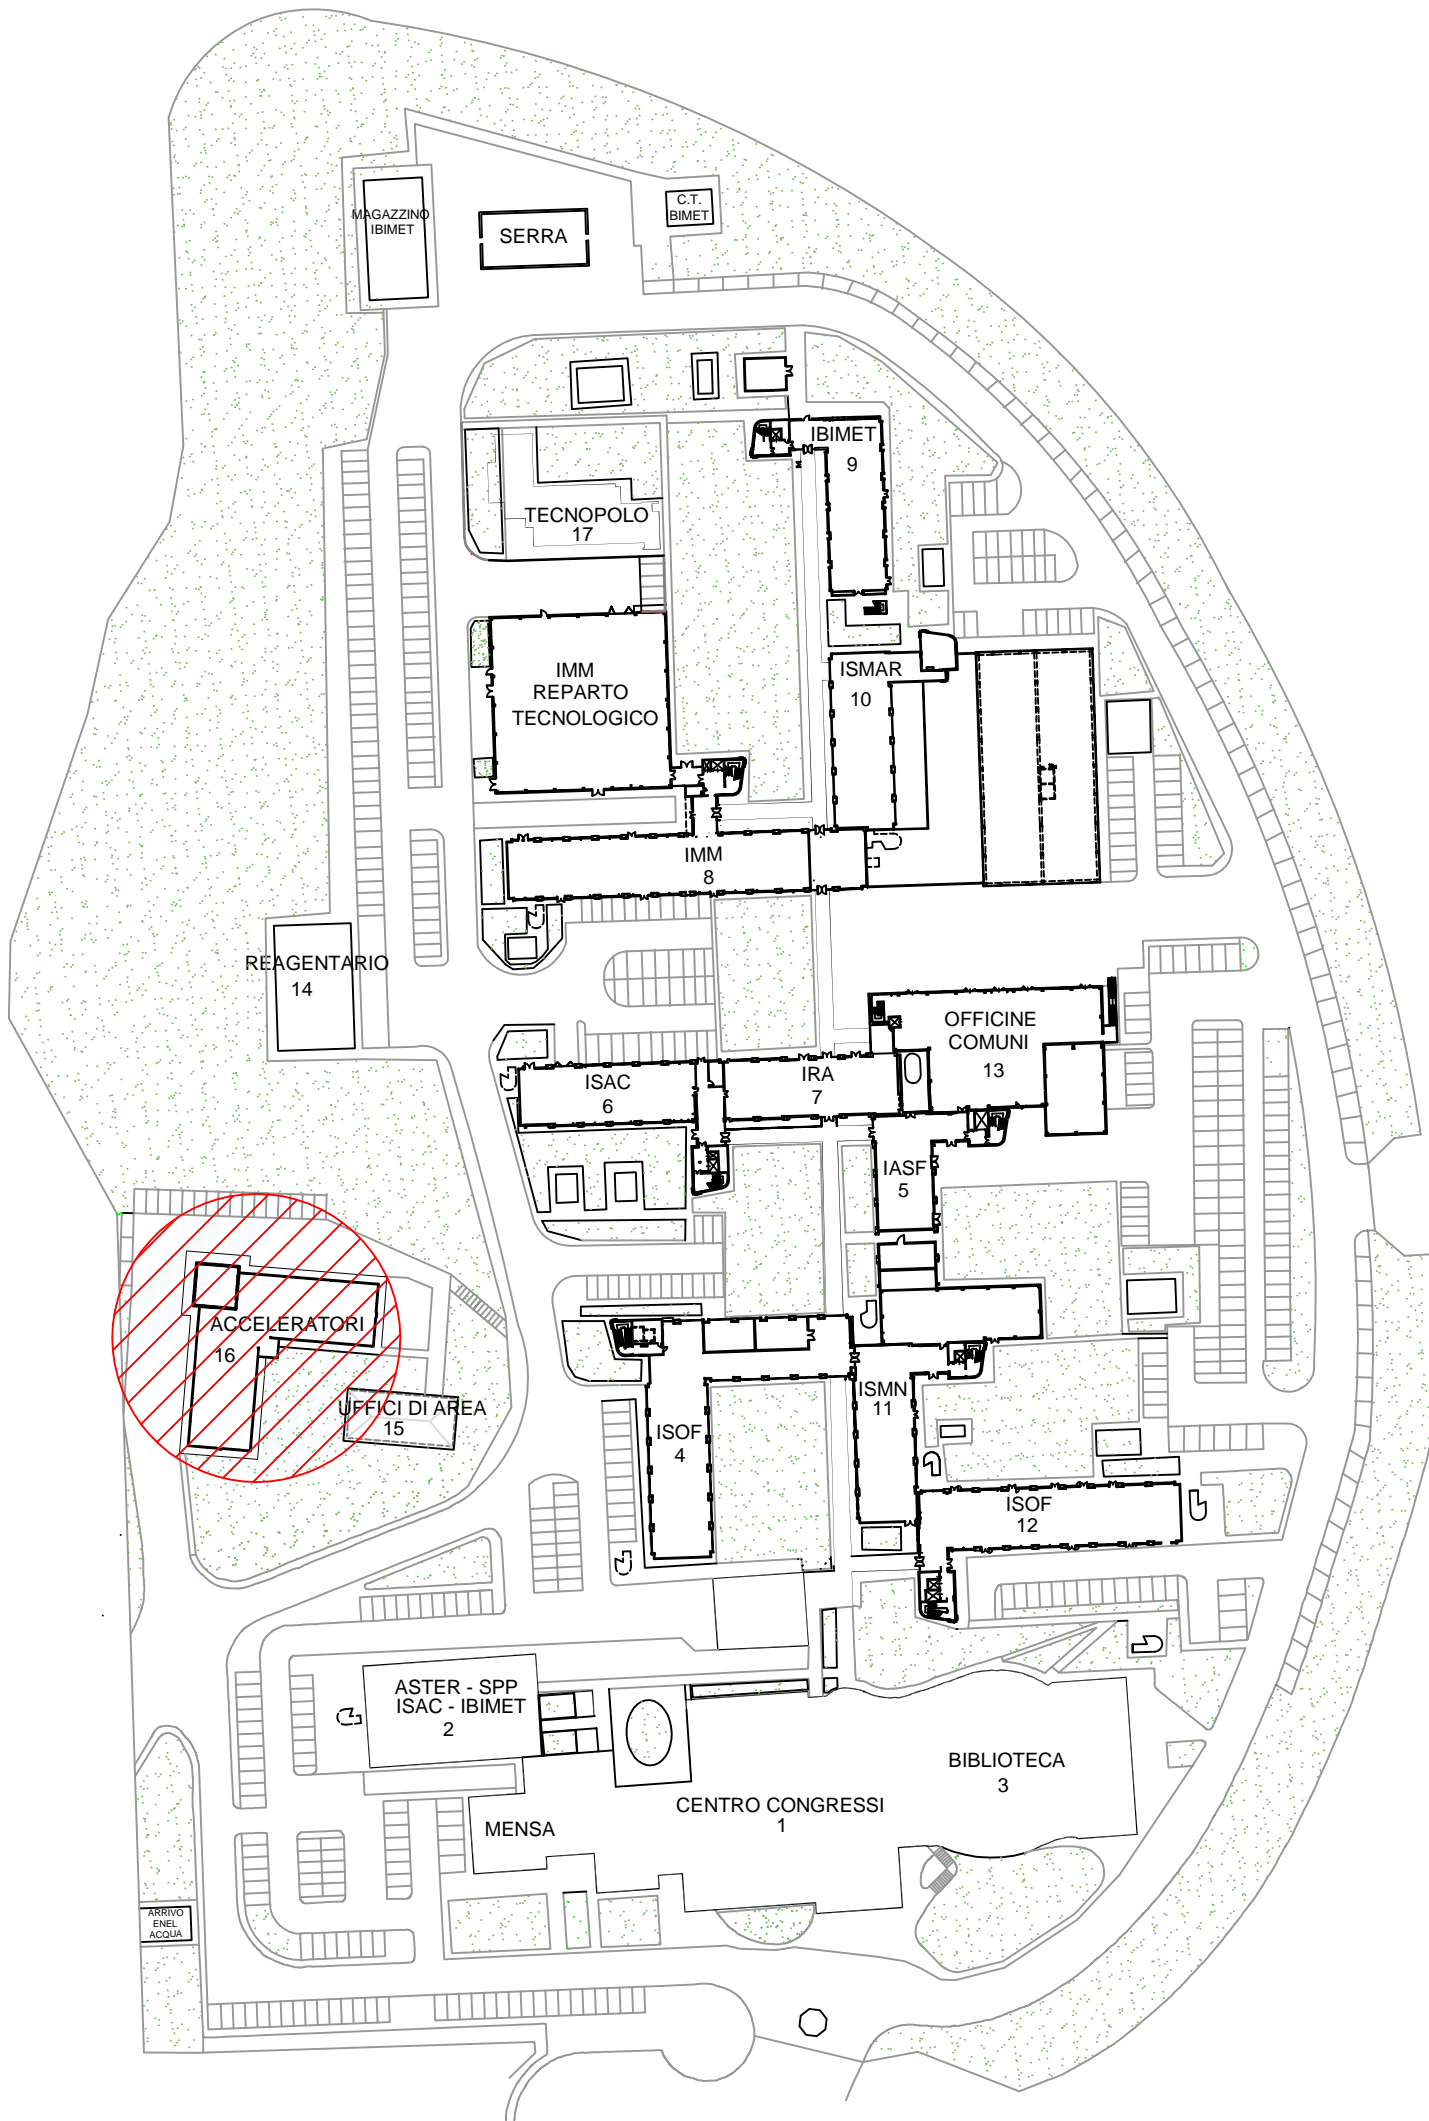 C.T.
BIMET
MAGAZZINO
IBIMET
SERRA
IBIMET
9
TECNOPOLO
17
IMM
REPARTO
TECNOLOGICO
ISMAR
10
IMM
8
REAGENTARIO
14
OFFICINE
COMUNI
13
ISAC
6
IRA
7
IASF
5
ACCELERATORI
16
UFFICI DI AREA
15
ISOF
4
ISMN
11
ISOF
12
ASTER - SPP
ISAC - IBIMET
2
BIBLIOTECA
3
CENTRO CONGRESSI
1
MENSA
ARRIVO
ENEL
ACQUA